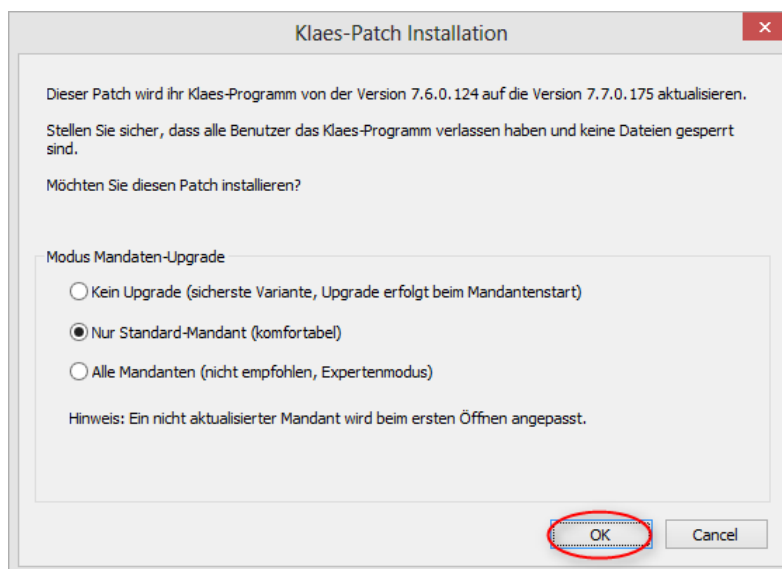 Klaes-Patch Installation
Dieser Patch wird ihr Klaes-Programm von der Version 7.6.0.124 auf die Version 7.7.0.175 aktualisieren.
Stellen Sie sicher, dass alle Benutzer das Klaes-Programm verlassen haben und keine Dateien gesperrt
sind.
Möchten Sie diesen Patch installieren?
Modus Mandaten-Upgrade
Kein Upgrade (sicherste Variante, Upgrade erfolgt beim Mandantenstart)
Nur Standard-Mandant (komfortabel)
Alle Mandanten (nicht empfohlen, Expertenmodus)
Hinweis: Ein nicht aktualisierter Mandant wird beim ersten Öffnen angepasst.
OK Cancel